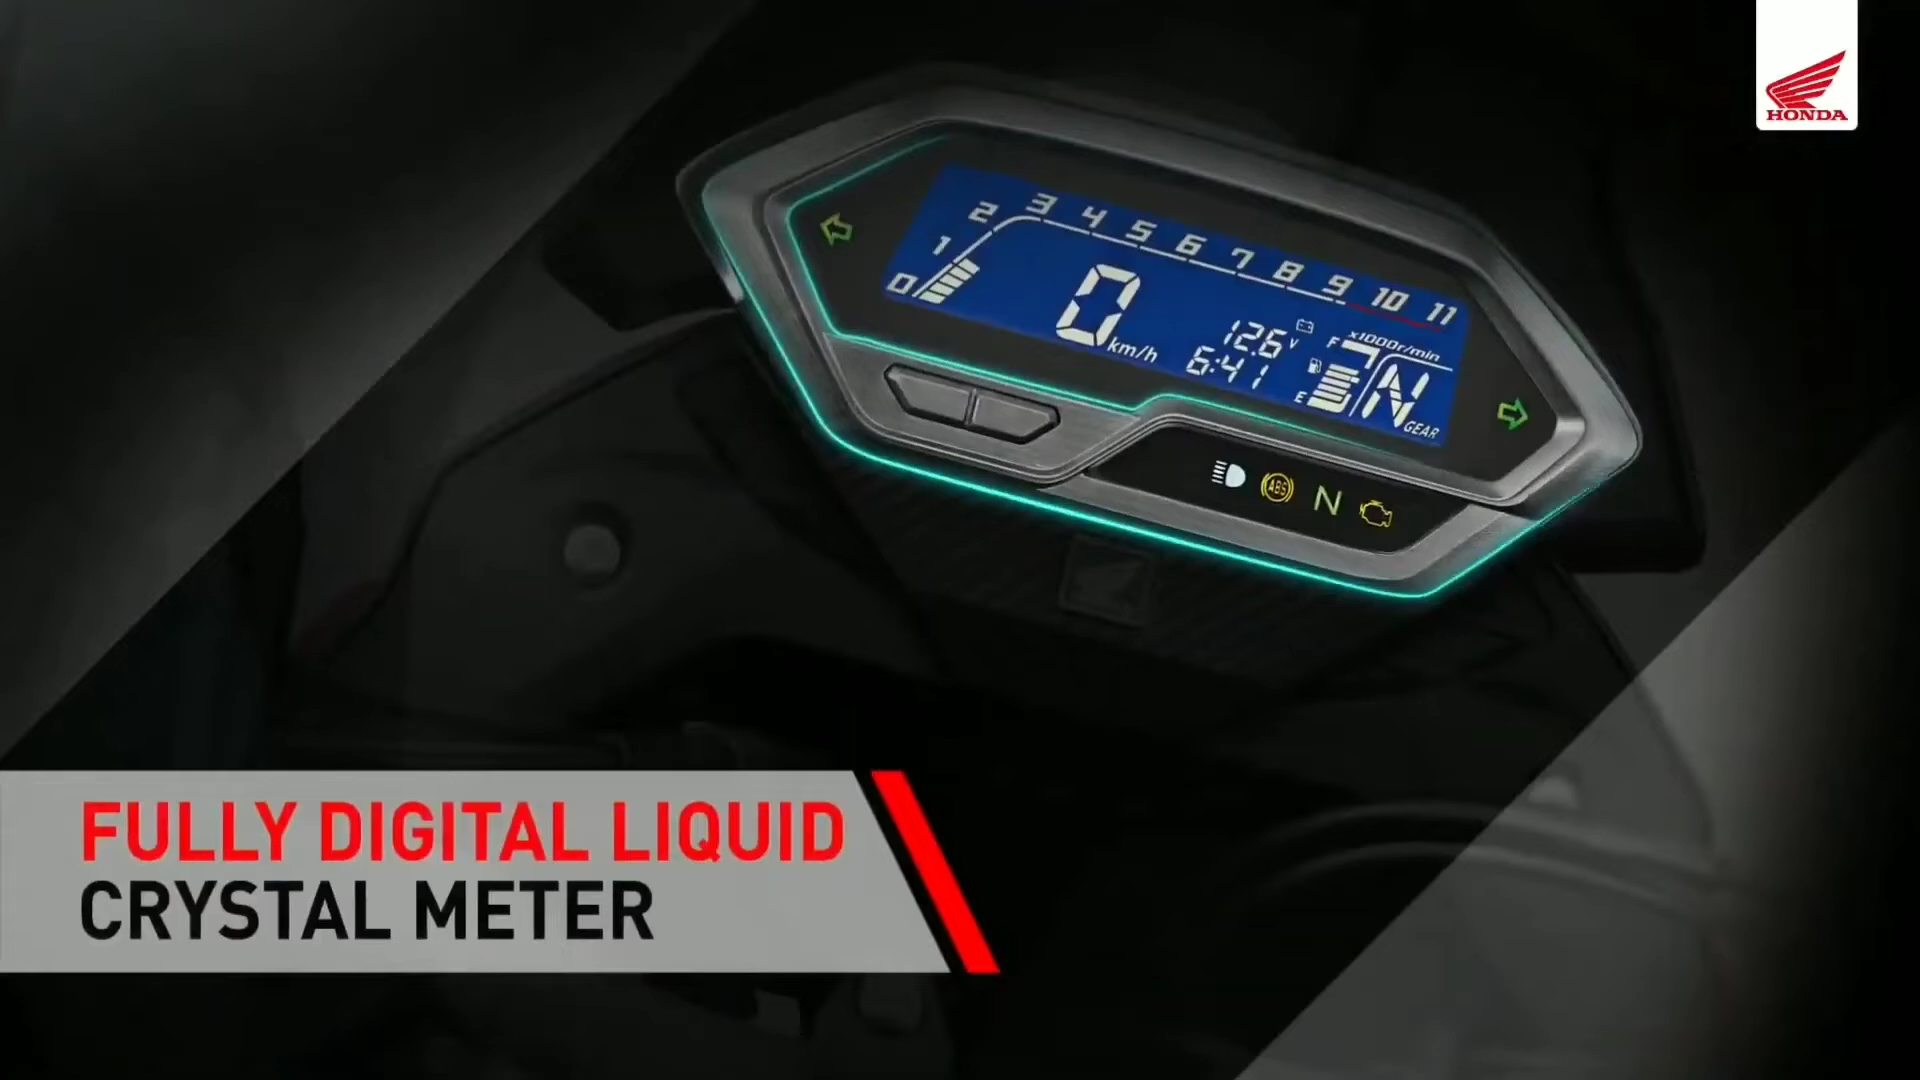 HONDA
0 1 2 3 4 5 6 7 8 9 10 11
x1000r/min
0 km/h
12.6 V
6:41
F
E
N
GEAR
ABS
N
FULLY DIGITAL LIQUID
CRYSTAL METER